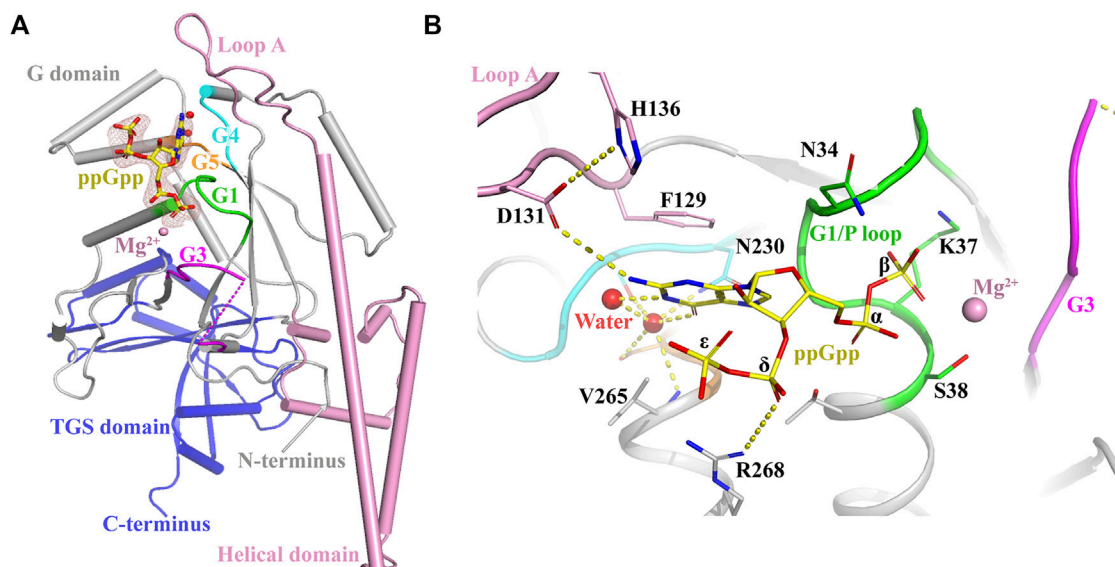 A
Loop A
G domain
G4
G5
ppGpp
G1
Mg²⁺
G3
TGS domain
N-terminus
C-terminus
Helical domain
B
Loop A
H136
N34
D131
F129
G1/P loop
N230
K37
β
Mg²⁺
G3
Water
α
ε
δ
ppGpp
V265
S38
R268